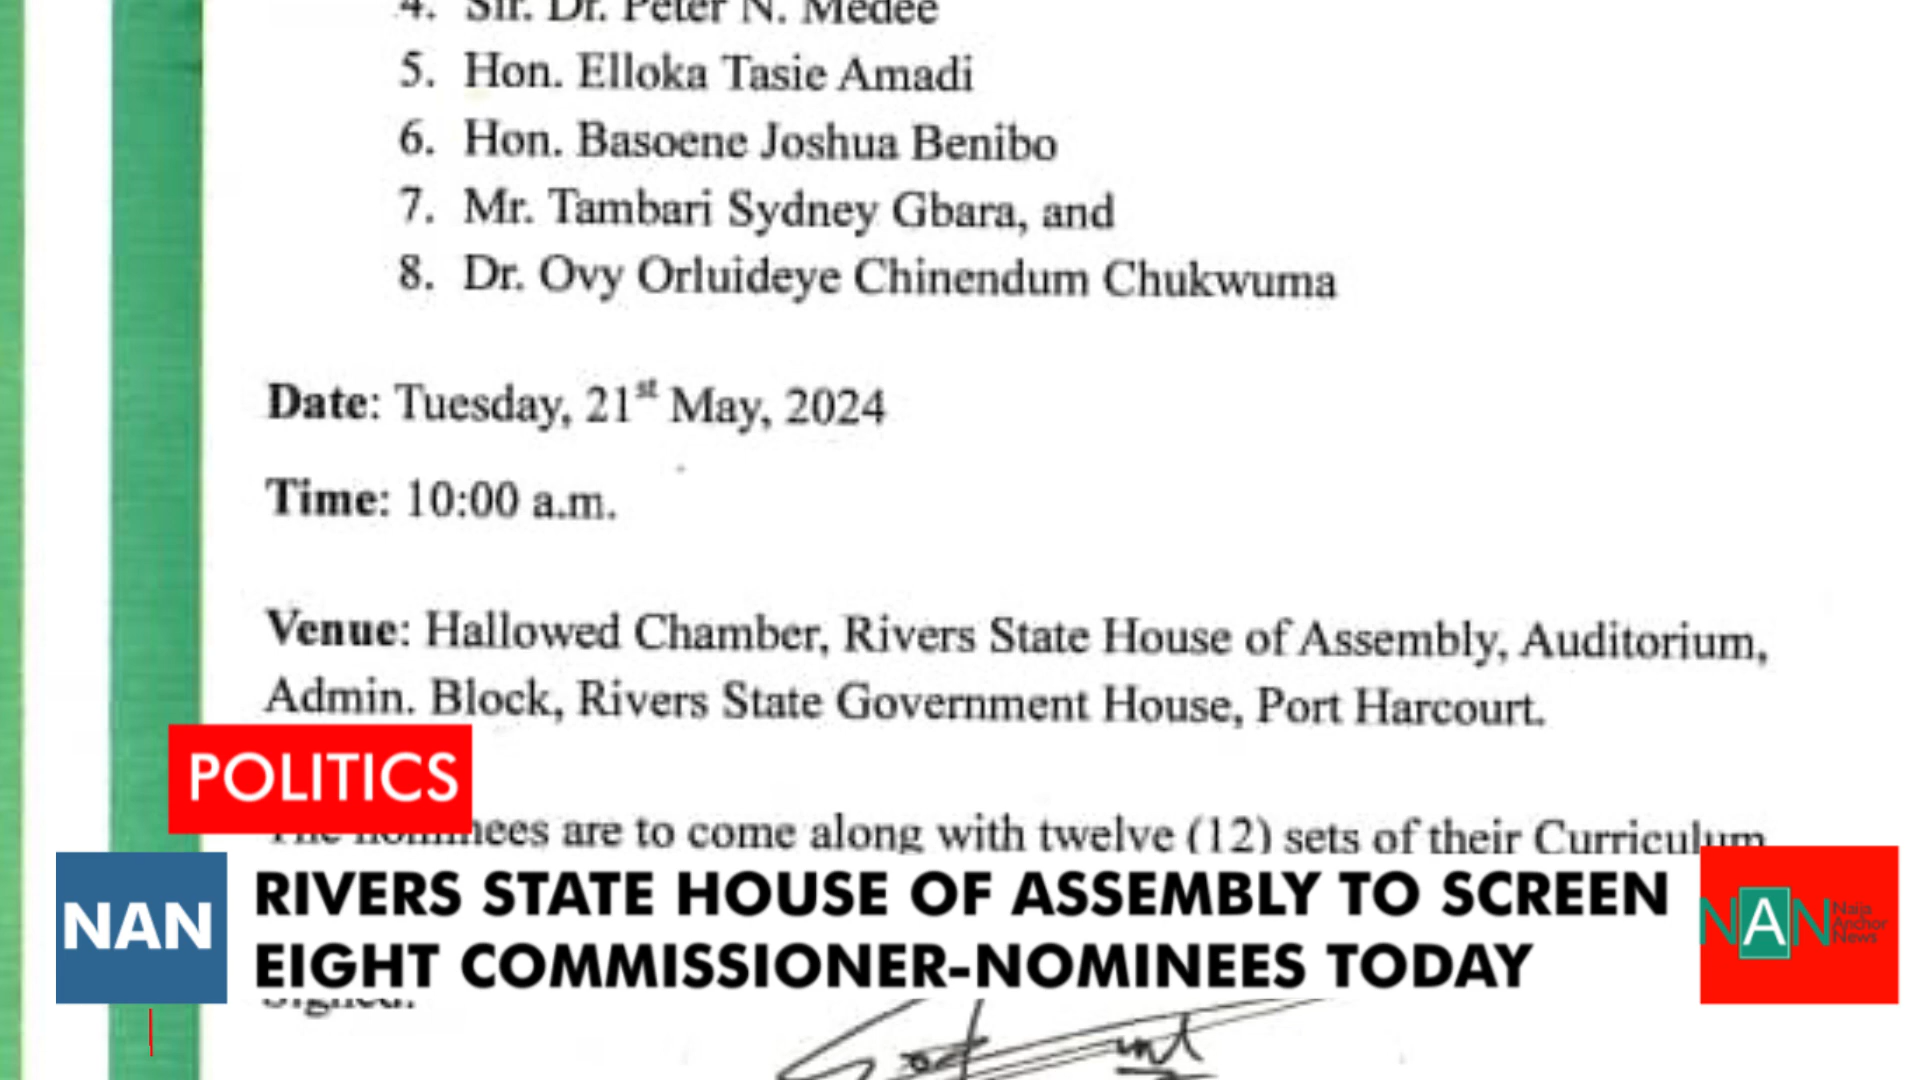 4. Sir. Dr. Peter N. Medee
5. Hon. Elloka Tasie Amadi
6. Hon. Basoene Joshua Benibo
7. Mr. Tambari Sydney Gbara, and
8. Dr. Ovy Orluideye Chinendum Chukwuma
Date: Tuesday, 21st May, 2024
Time: 10:00 a.m.
Venue: Hallowed Chamber, Rivers State House of Assembly, Auditorium,
Admin. Block, Rivers State Government House, Port Harcourt.
POLITICS
The nominees are to come along with twelve (12) sets of their Curriculum
NAN
RIVERS STATE HOUSE OF ASSEMBLY TO SCREEN
EIGHT COMMISSIONER-NOMINEES TODAY
NAN Naija
Anchor
News
Signed: